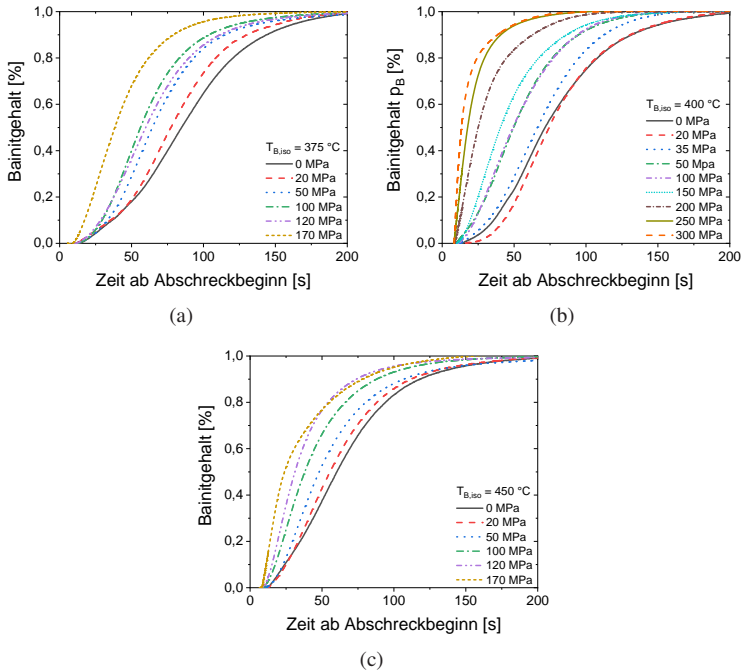 Bainitgehalt [%]
1,0
0,8
0,6
0,4
0,2
0,0
T_B,iso = 375 °C
0 MPa
20 MPa
50 MPa
100 MPa
120 MPa
170 MPa
0 50 100 150 200
Zeit ab Abschreckbeginn [s]
(a)
Bainitgehalt p_B [%]
1,0
0,8
0,6
0,4
0,2
0,0
T_B,iso = 400 °C
0 MPa
20 MPa
35 MPa
50 Mpa
100 MPa
150 MPa
200 MPa
250 MPa
300 MPa
0 50 100 150 200
Zeit ab Abschreckbeginn [s]
(b)
Bainitgehalt [%]
1,0
0,8
0,6
0,4
0,2
0,0
T_B,iso = 450 °C
0 MPa
20 MPa
50 MPa
100 MPa
120 MPa
170 MPa
0 50 100 150 200
Zeit ab Abschreckbeginn [s]
(c)